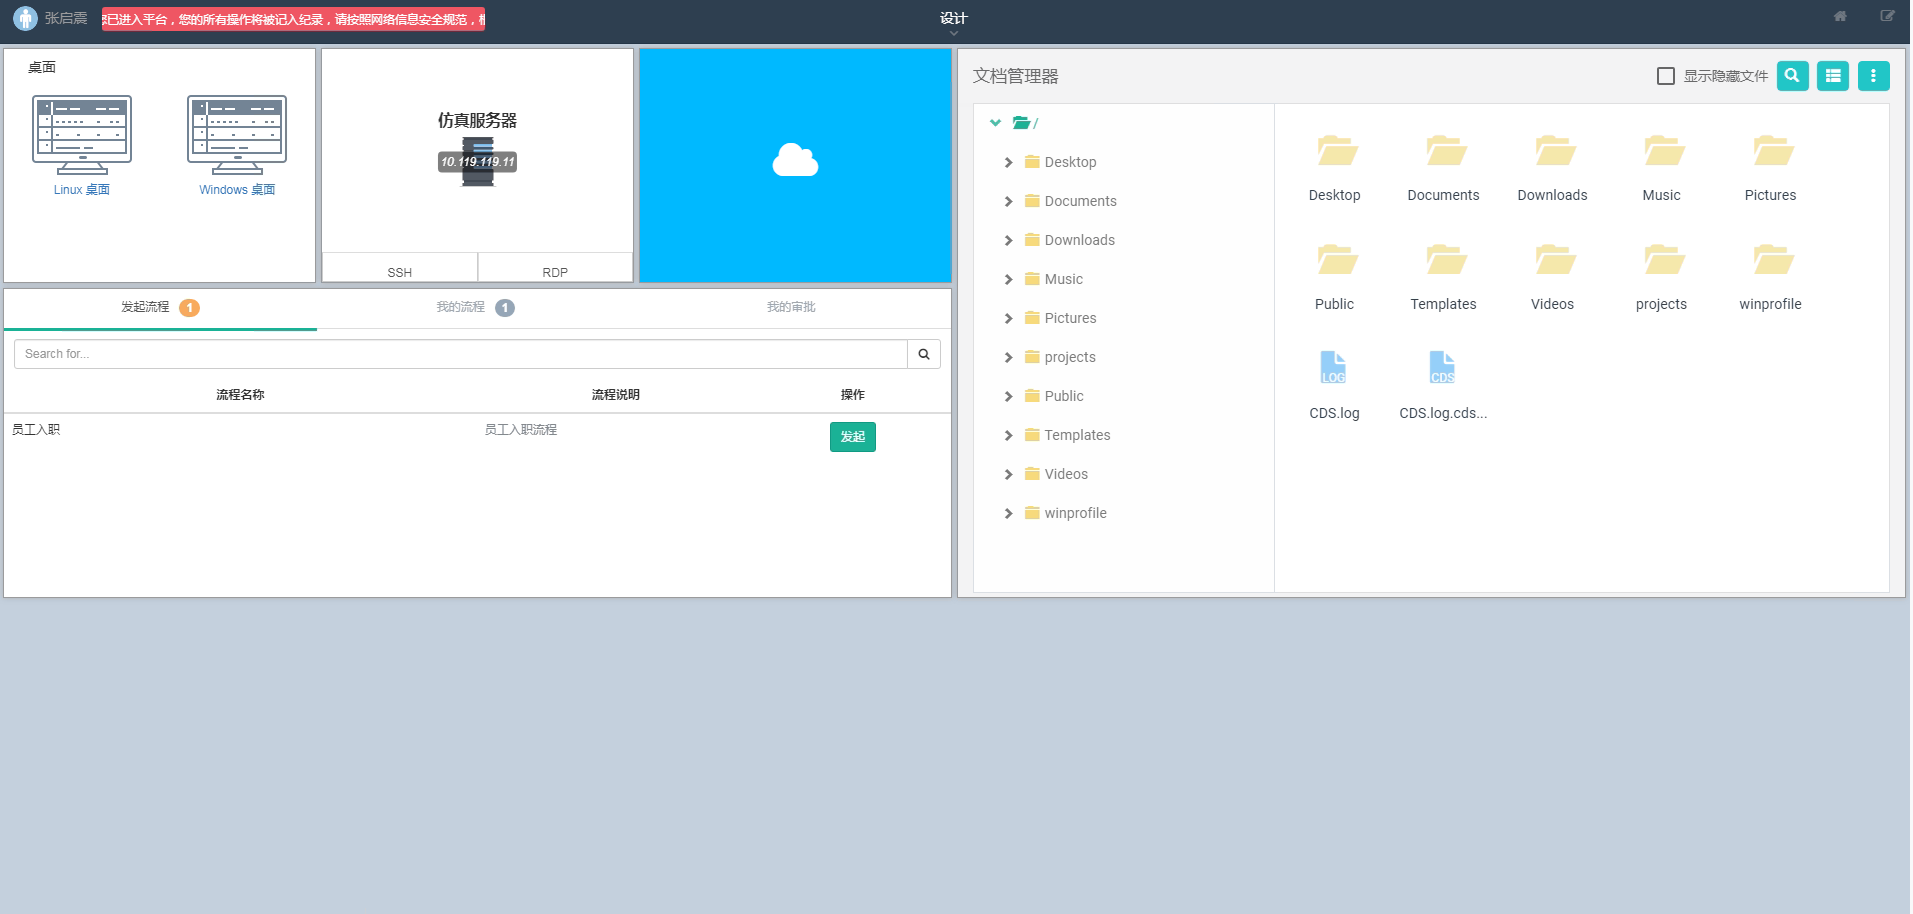 张启震
您已进入平台，您的所有操作将被记入纪录，请按照网络信息安全规范，
设计
桌面
Linux 桌面
Windows 桌面
仿真服务器
10.119.119.11
SSH
RDP
发起流程 1
我的流程 1
我的审批
Search for...
流程名称 流程说明 操作
员工入职 员工入职流程 发起
文档管理器
显示隐藏文件
/
Desktop
Documents
Downloads
Music
Pictures
projects
Public
Templates
Videos
winprofile
Desktop Documents Downloads Music Pictures
Public Templates Videos projects winprofile
LOG CDS
CDS.log CDS.log.cds...